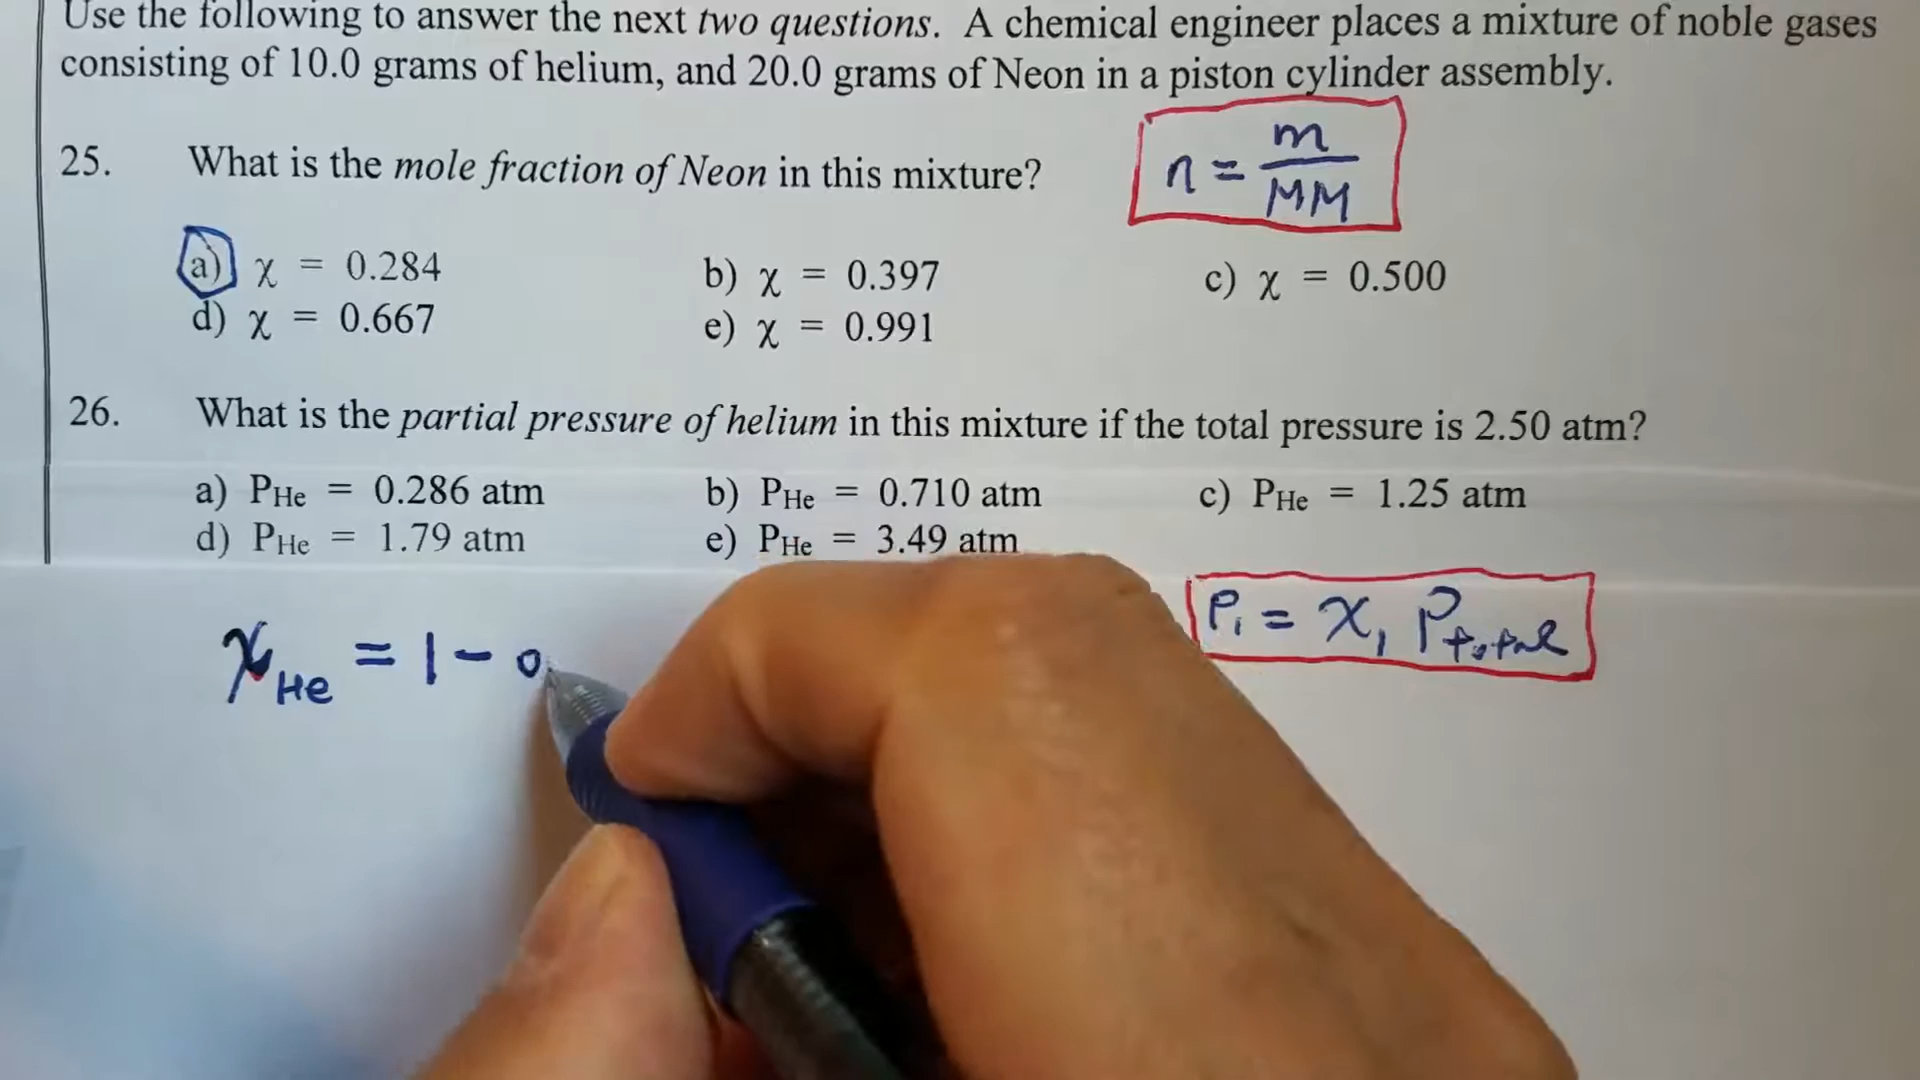 Use the following to answer the next two questions. A chemical engineer places a mixture of noble gases
consisting of 10.0 grams of helium, and 20.0 grams of Neon in a piston cylinder assembly.
25. What is the mole fraction of Neon in this mixture?
n = m / MM
a) χ = 0.284 b) χ = 0.397 c) χ = 0.500
d) χ = 0.667 e) χ = 0.991
26. What is the partial pressure of helium in this mixture if the total pressure is 2.50 atm?
a) PHe = 0.286 atm b) PHe = 0.710 atm c) PHe = 1.25 atm
d) PHe = 1.79 atm e) PHe = 3.49 atm
P₁ = χ₁ Ptotal
χHe = 1 - 0.